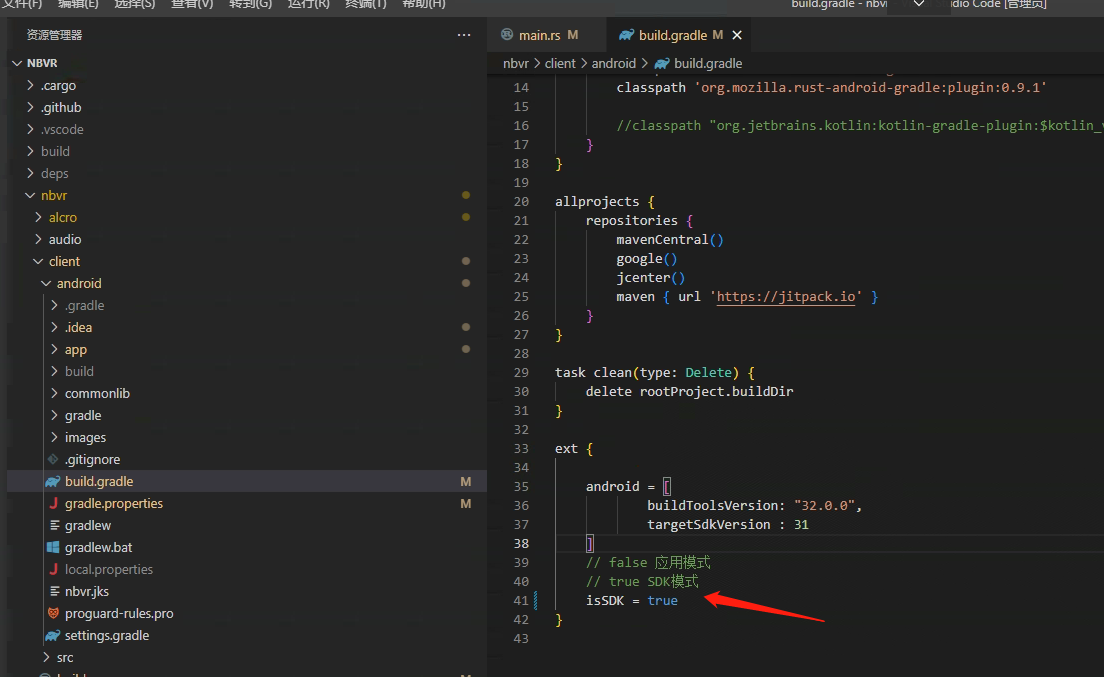 文件(F) 编辑(E) 选择(S) 查看(V) 转到(G) 运行(R) 终端(T) 帮助(H)
build.gradle - nbvr
Studio Code [管理员]
资源管理器
NBVR
.cargo
.github
.vscode
build
deps
nbvr
alcro
audio
client
android
.gradle
.idea
app
build
commonlib
gradle
images
.gitignore
build.gradle M
gradle.properties M
gradlew
gradlew.bat
local.properties
nbvr.jks
proguard-rules.pro
settings.gradle
src
main.rs M
build.gradle M
nbvr > client > android > build.gradle
14 classpath 'org.mozilla.rust-android-gradle:plugin:0.9.1'
15
16 //classpath "org.jetbrains.kotlin:kotlin-gradle-plugin:$kotlin_
17 }
18 }
19
20 allprojects {
21 repositories {
22 mavenCentral()
23 google()
24 jcenter()
25 maven { url 'https://jitpack.io' }
26 }
27 }
28
29 task clean(type: Delete) {
30 delete rootProject.buildDir
31 }
32
33 ext {
34
35 android = [
36 buildToolsVersion: "32.0.0",
37 targetSdkVersion : 31
38 ]
39 // false 应用模式
40 // true SDK模式
41 isSDK = true
42 }
43